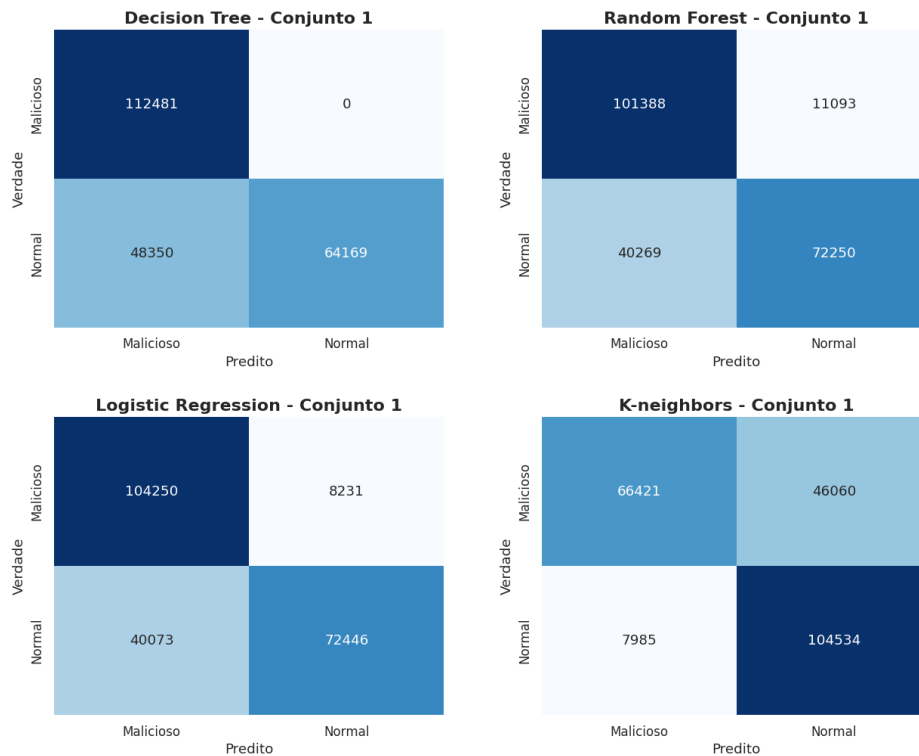 Decision Tree - Conjunto 1
Verdade
Malicioso
112481 0
Normal
48350 64169
Malicioso Normal
Predito
Random Forest - Conjunto 1
Verdade
Malicioso
101388 11093
Normal
40269 72250
Malicioso Normal
Predito
Logistic Regression - Conjunto 1
Verdade
Malicioso
104250 8231
Normal
40073 72446
Malicioso Normal
Predito
K-neighbors - Conjunto 1
Verdade
Malicioso
66421 46060
Normal
7985 104534
Malicioso Normal
Predito